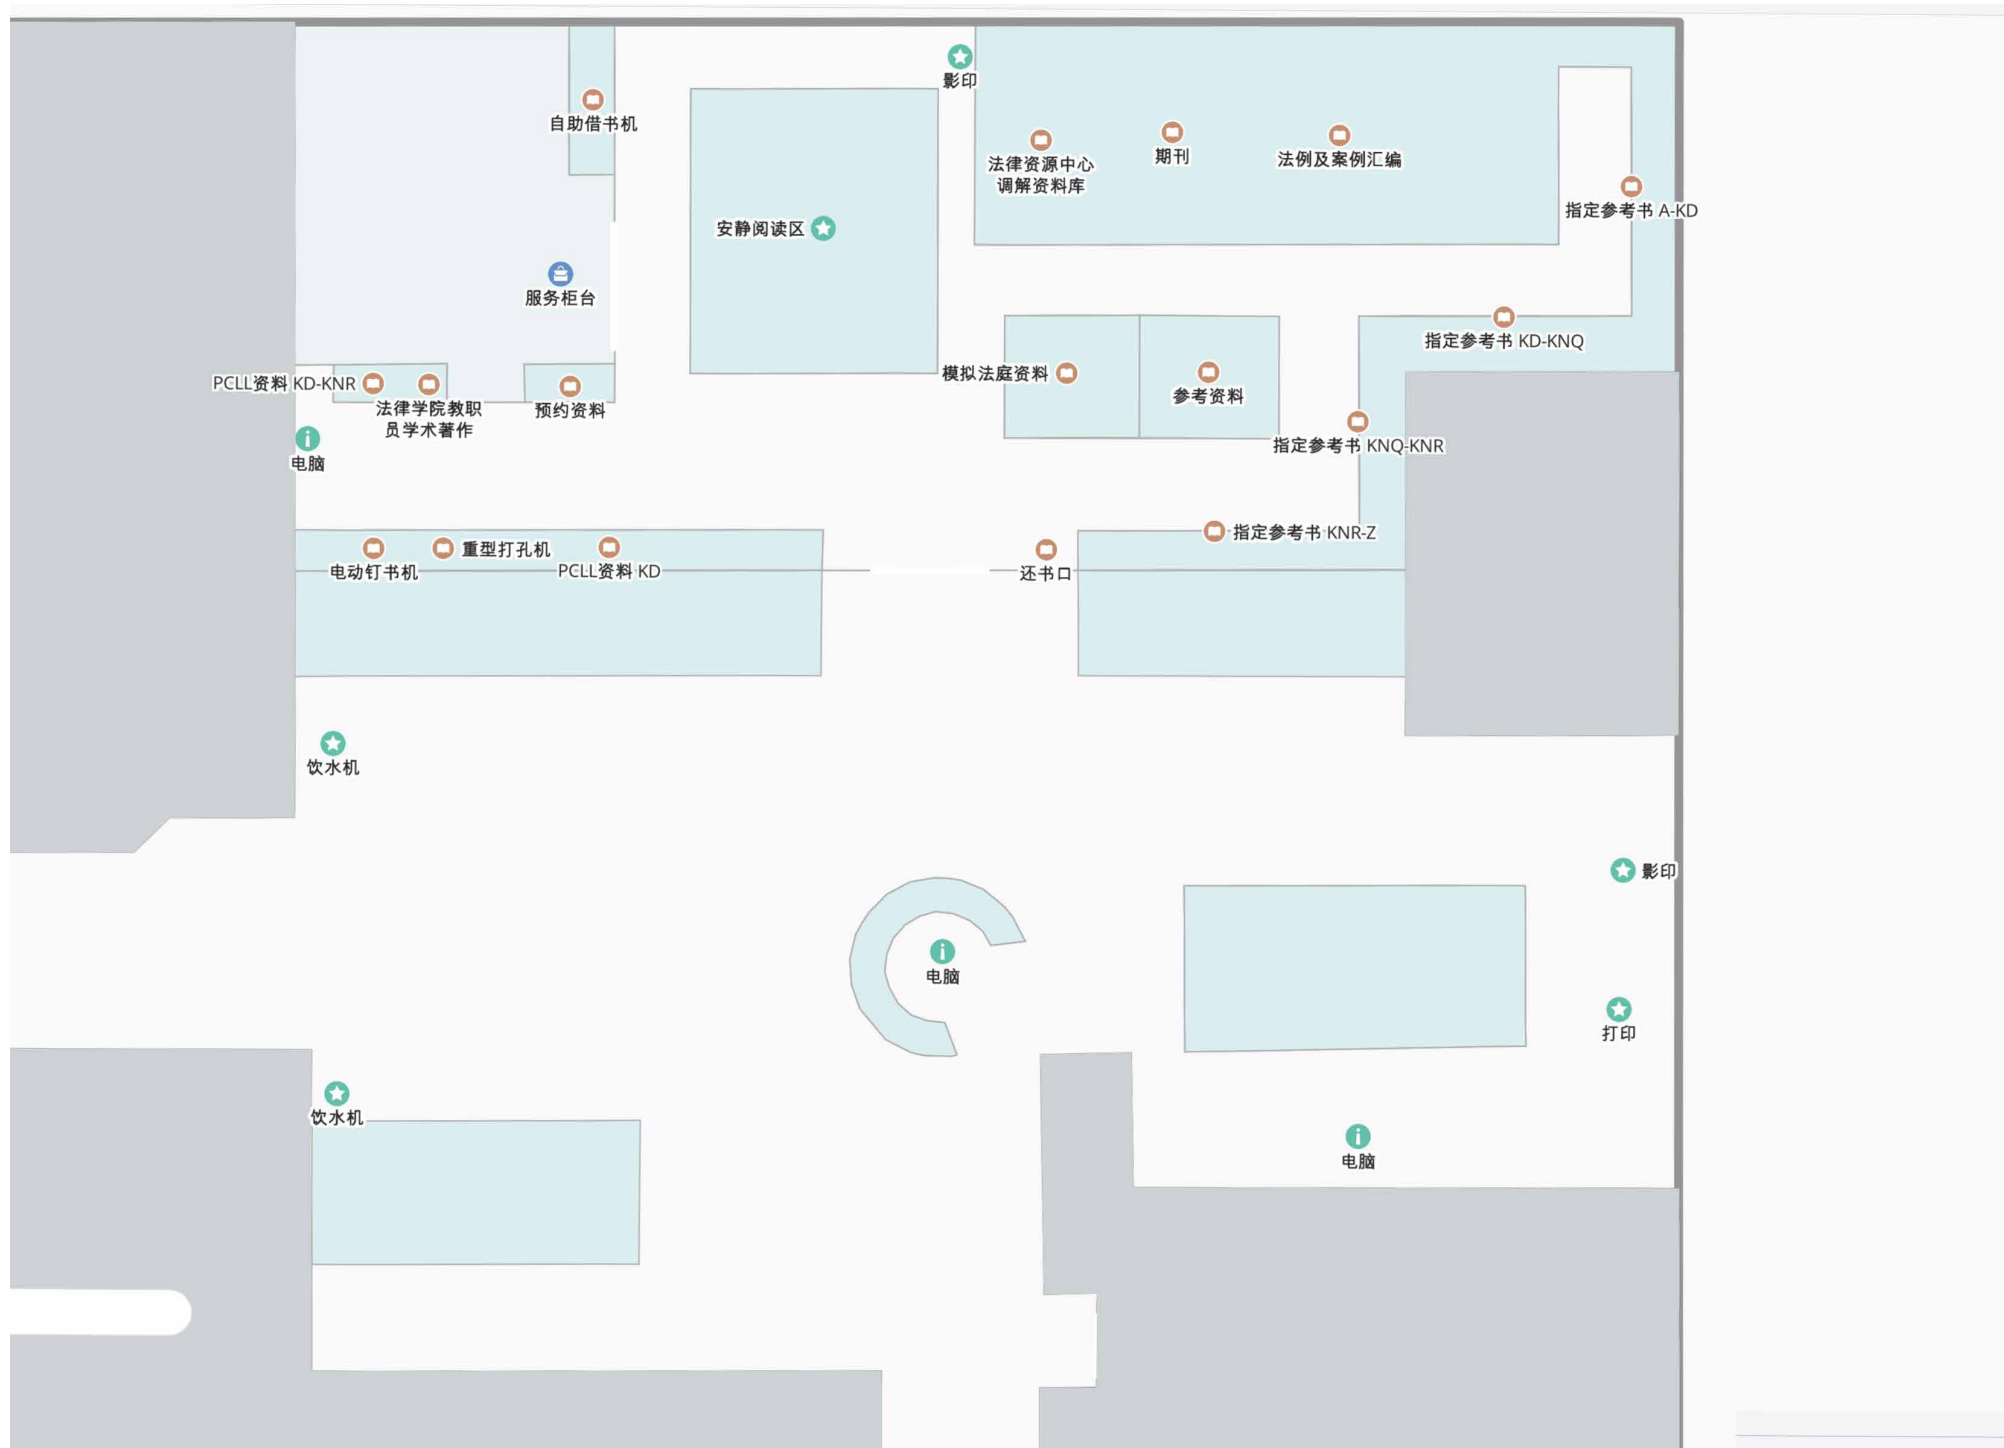 影印
自助借书机
法律资源中心
调解资料库
期刊
法例及案例汇编
指定参考书 A-KD
安静阅读区
服务柜台
指定参考书 KD-KNQ
PCLL资料 KD-KNR
法律学院教职
员学术著作
预约资料
模拟法庭资料
参考资料
指定参考书 KNQ-KNR
电脑
电动钉书机
重型打孔机
PCLL资料 KD
还书口
指定参考书 KNR-Z
饮水机
影印
电脑
打印
饮水机
电脑